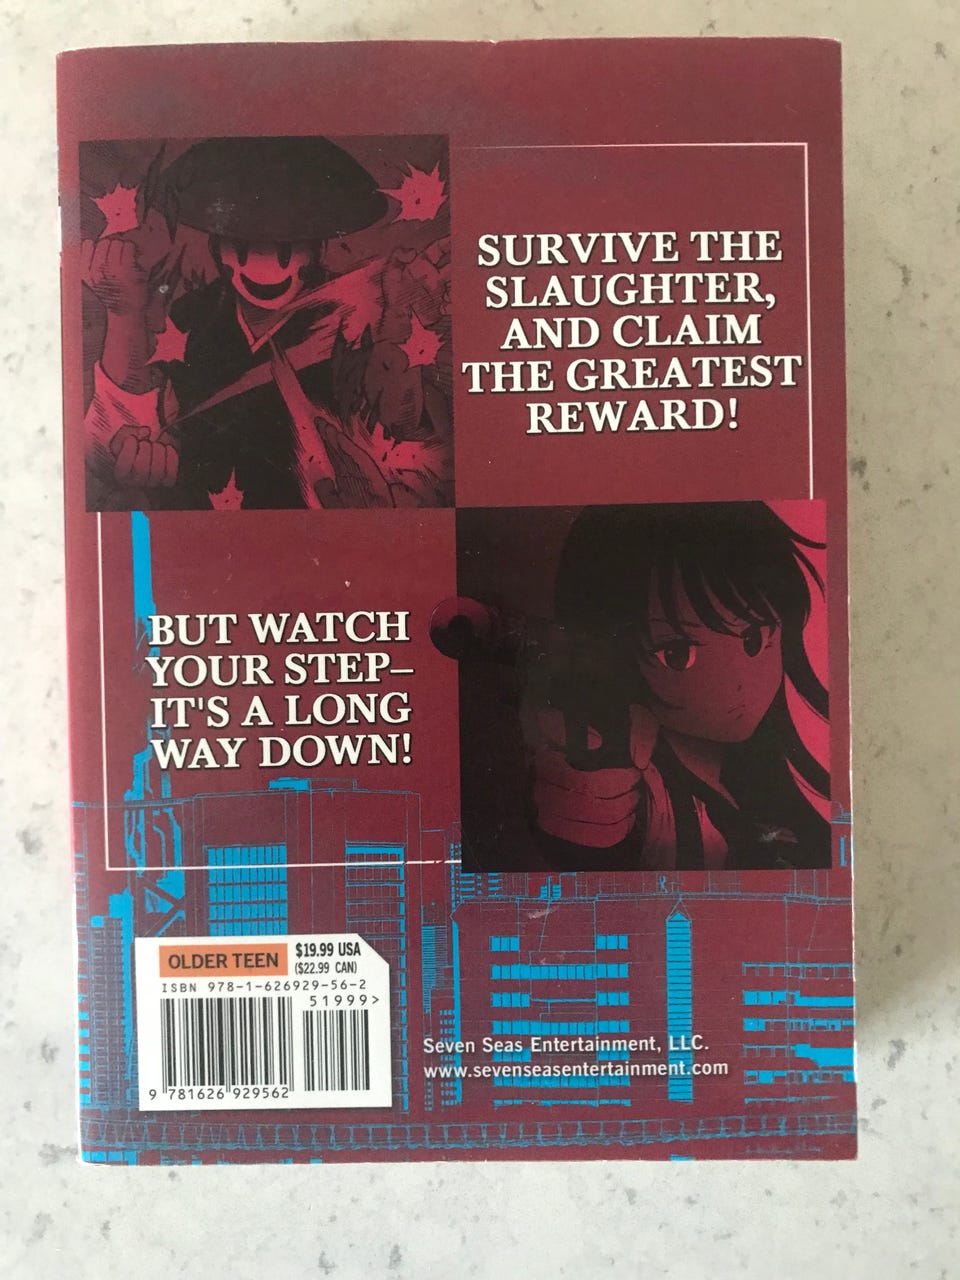 SURVIVE THE
SLAUGHTER,
AND CLAIM
THE GREATEST
REWARD!
BUT WATCH
YOUR STEP–
IT'S A LONG
WAY DOWN!
OLDER TEEN
$19.99 USA
($22.99 CAN)
ISBN 978-1-626929-56-2
51999>
9 781626 929562
Seven Seas Entertainment, LLC.
www.sevenseasentertainment.com